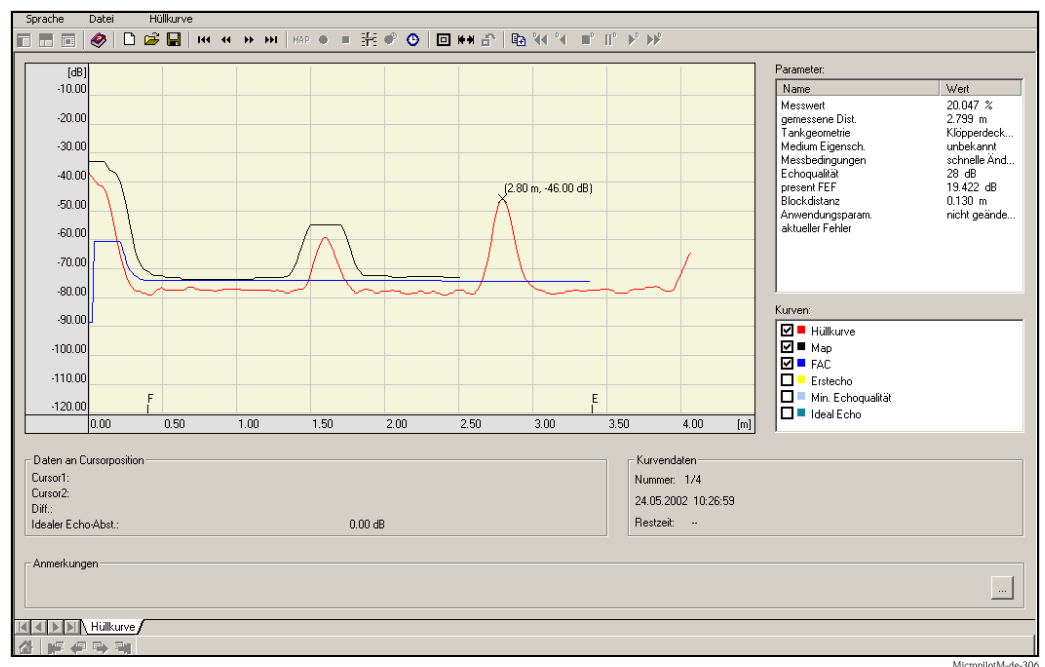 Sprache Datei Hüllkurve
MAP
[dB]
-10.00
-20.00
-30.00
-40.00
-50.00
-60.00
-70.00
-80.00
-90.00
-100.00
-110.00
-120.00
(2.80 m, -46.00 dB)
F E
0.00 0.50 1.00 1.50 2.00 2.50 3.00 3.50 4.00 [m]
Parameter:
Name Wert
Messwert 20.047 %
gemessene Dist. 2.799 m
Tankgeometrie Klöpperdeck...
Medium Eigensch. unbekannt
Messbedingungen schnelle Änd...
Echoqualität 28 dB
present FEF 19.422 dB
Blockdistanz 0.130 m
Anwendungsparam. nicht geände...
aktueller Fehler
Kurven:
Hüllkurve
Map
FAC
Erstecho
Min. Echoqualität
Ideal Echo
Daten an Cursorposition
Cursor1:
Cursor2:
Diff.:
Idealer Echo-Abst.: 0.00 dB
Kurvendaten
Nummer: 1/4
24.05.2002 10:26:59
Restzeit: --
Anmerkungen
...
Hüllkurve
MicropilotM-de-306